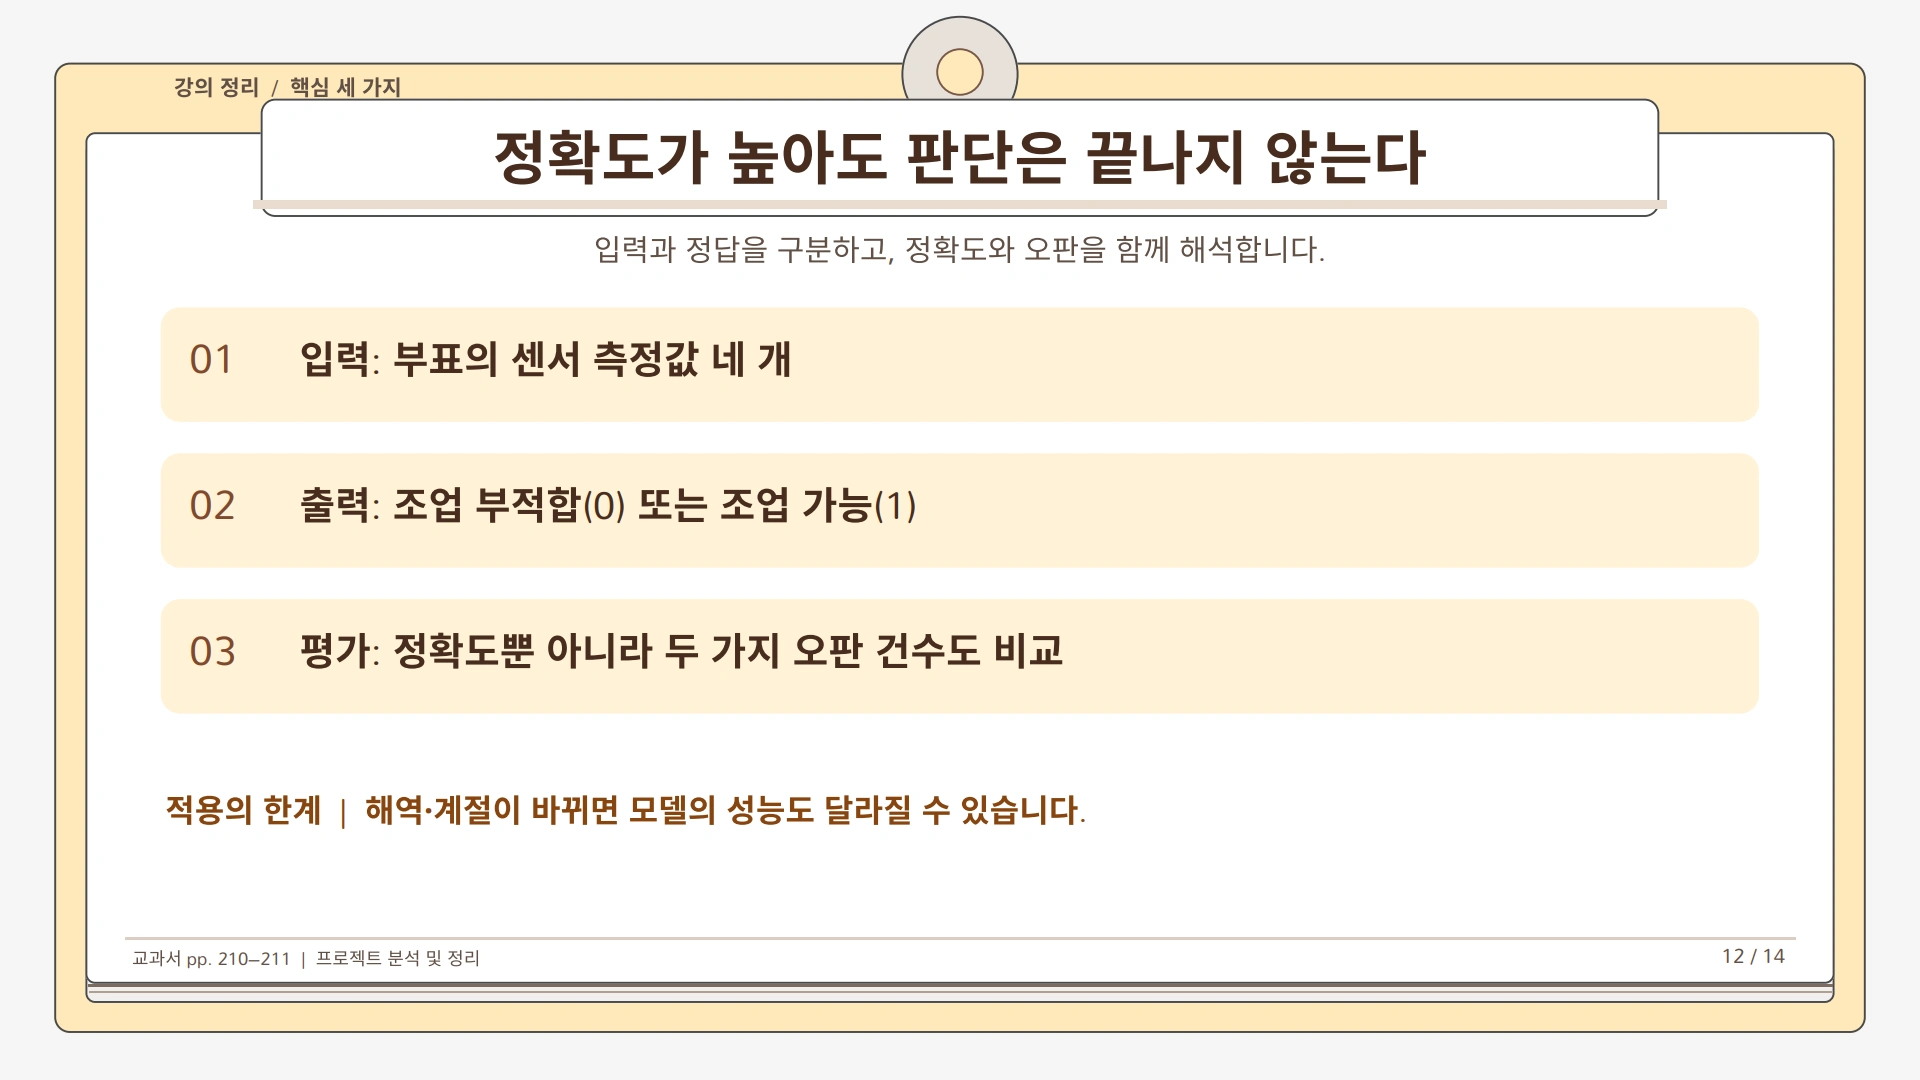 강의 정리 / 핵심 세 가지
정확도가 높아도 판단은 끝나지 않는다
입력과 정답을 구분하고, 정확도와 오판을 함께 해석합니다.
01 입력: 부표의 센서 측정값 네 개
02 출력: 조업 부적합(0) 또는 조업 가능(1)
03 평가: 정확도뿐 아니라 두 가지 오판 건수도 비교
적용의 한계 | 해역·계절이 바뀌면 모델의 성능도 달라질 수 있습니다.
교과서 pp. 210–211 | 프로젝트 분석 및 정리
12 / 14